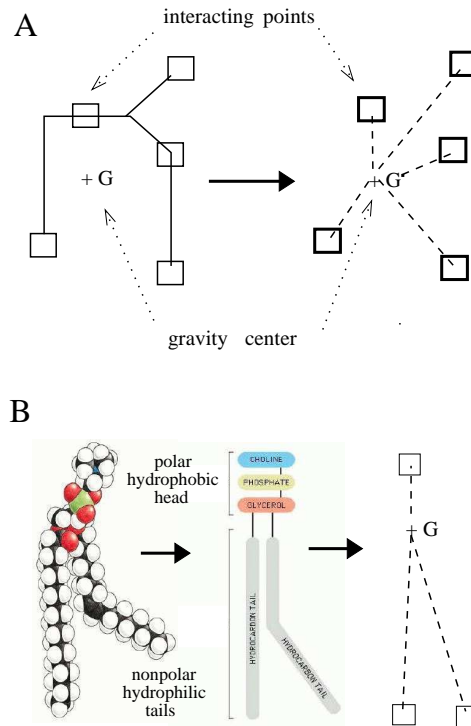 A
interacting points
+ G
+ G
gravity center
B
polar
hydrophobic
head
CHOLINE
PHOSPHATE
GLYCEROL
HYDROCARBON TAIL
HYDROCARBON TAIL
nonpolar
hydrophilic
tails
+ G